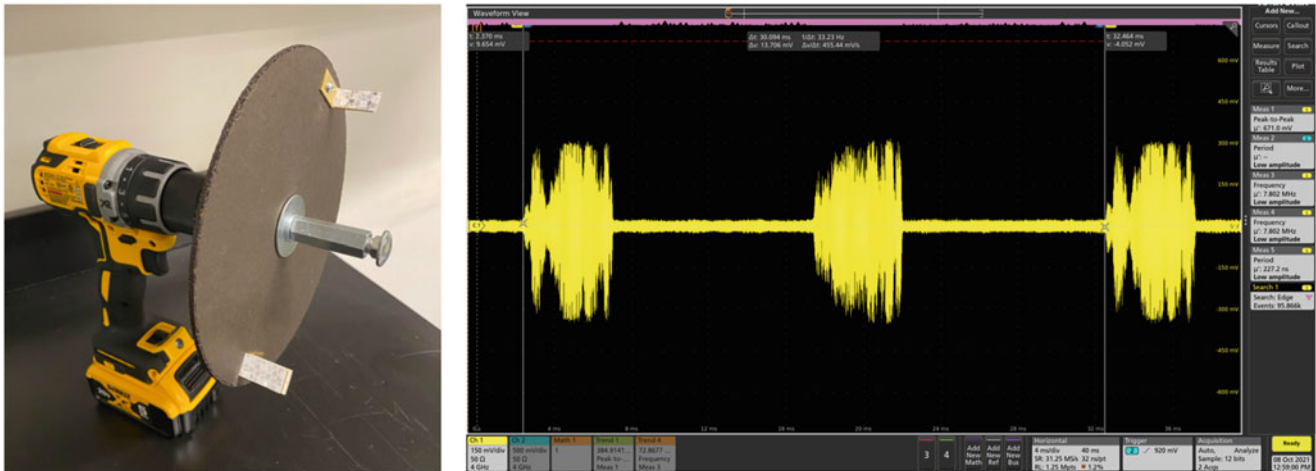 Waveform View
t: 2.370 ms
v: 9.654 mV
Δt: 30.094 ms 1/Δt: 33.23 Hz
Δv: 13.706 mV Δv/Δt: 455.44 mV/s
t: 32.464 ms
v: -4.052 mV
600 mV
450 mV
300 mV
150 mV
-150 mV
-300 mV
-450 mV
-600 mV
0 s 4 ms 12 ms 16 ms 20 ms 24 ms 28 ms 32 ms 36 ms
Add New...
Cursors Callout
Measure Search
Results Table Plot
More...
Meas 1
Peak-to-Peak
μ': 671.0 mV
Meas 2
Period
μ': --
Low amplitude
Meas 3
Frequency
μ': 7.802 MHz
Low amplitude
Meas 4
Frequency
μ': 7.802 MHz
Low amplitude
Meas 5
Period
μ': 227.2 ns
Low amplitude
Search 1
Search: Edge
Events: 95.866k
Ch 1
150 mV/div
50 Ω
4 GHz
Ch 2
500 mV/div
50 Ω
4 GHz
Math 1
1
Trend 1
384.9141...
Peak-to-...
Meas 1
Trend 4
72.8677...
Frequency
Meas 3
3
4
Add New Math
Add New Ref
Add New Bus
Horizontal
4 ms/div 40 ms
SR: 31.25 MS/s 32 ns/pt
RL: 1.25 Mpts 1.2%
Trigger
2 920 mV
Acquisition
Auto, Analyze
Sample: 12 bits
2 Acqs
Ready
08 Oct 2021